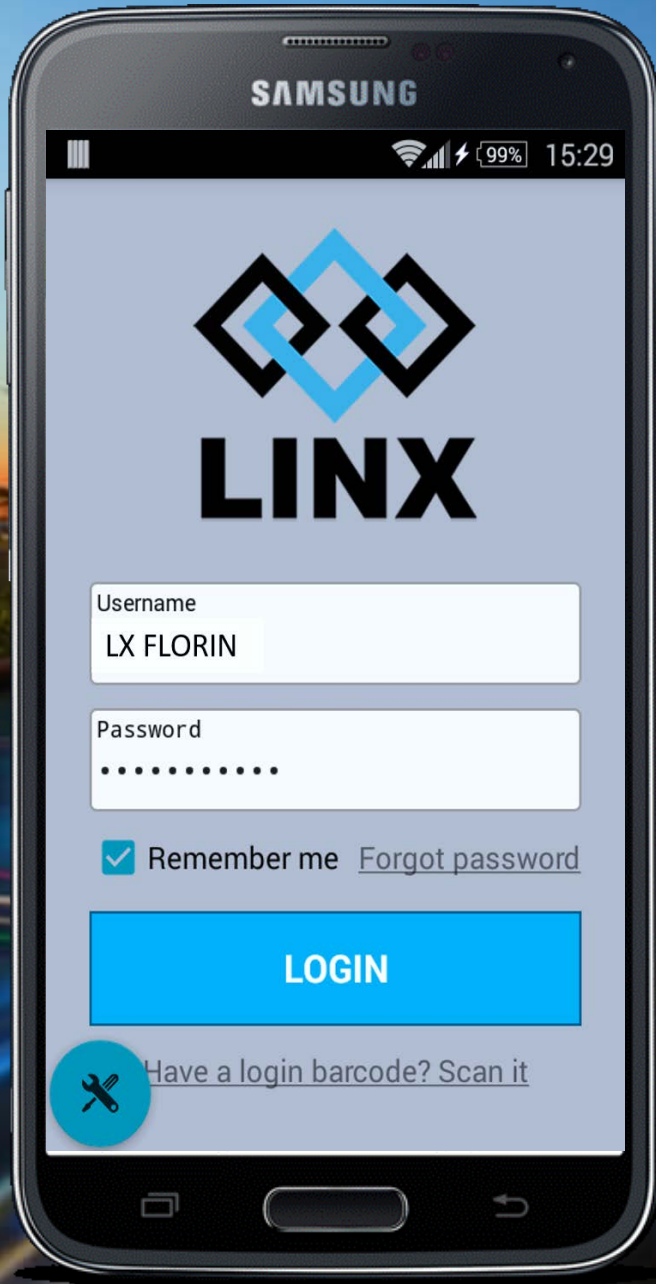 SAMSUNG
99% 15:29
LINX
Username
LX FLORIN
Password
Remember me Forgot password
LOGIN
Have a login barcode? Scan it